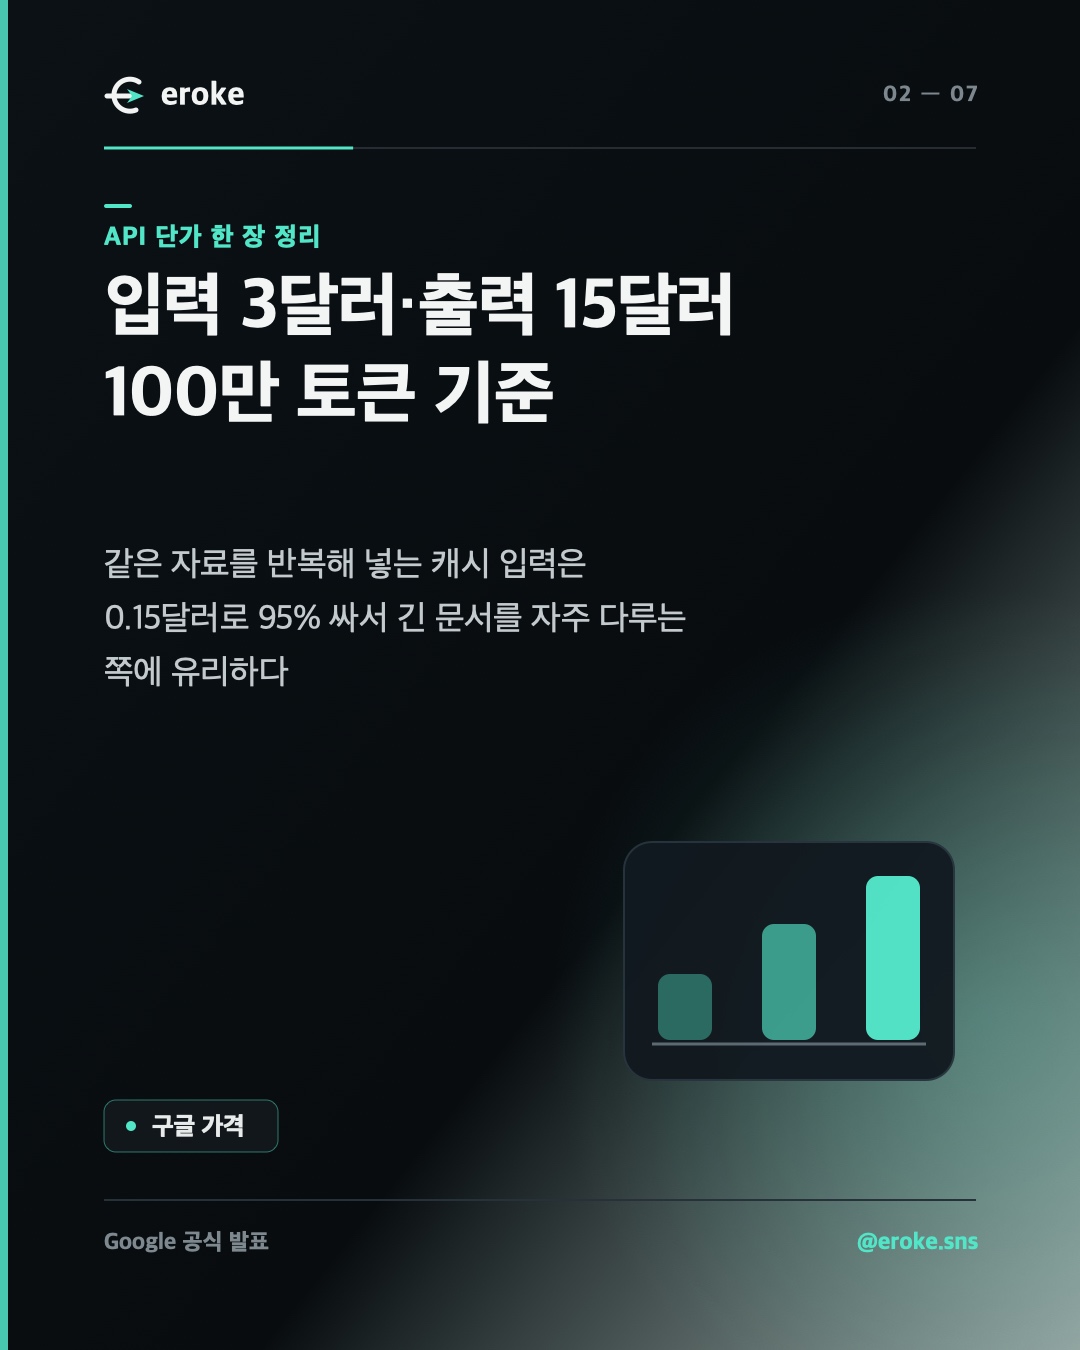 eroke
02 — 07
API 단가 한 장 정리
입력 3달러·출력 15달러
100만 토큰 기준
같은 자료를 반복해 넣는 캐시 입력은
0.15달러로 95% 싸서 긴 문서를 자주 다루는
쪽에 유리하다
구글 가격
Google 공식 발표
@eroke.sns